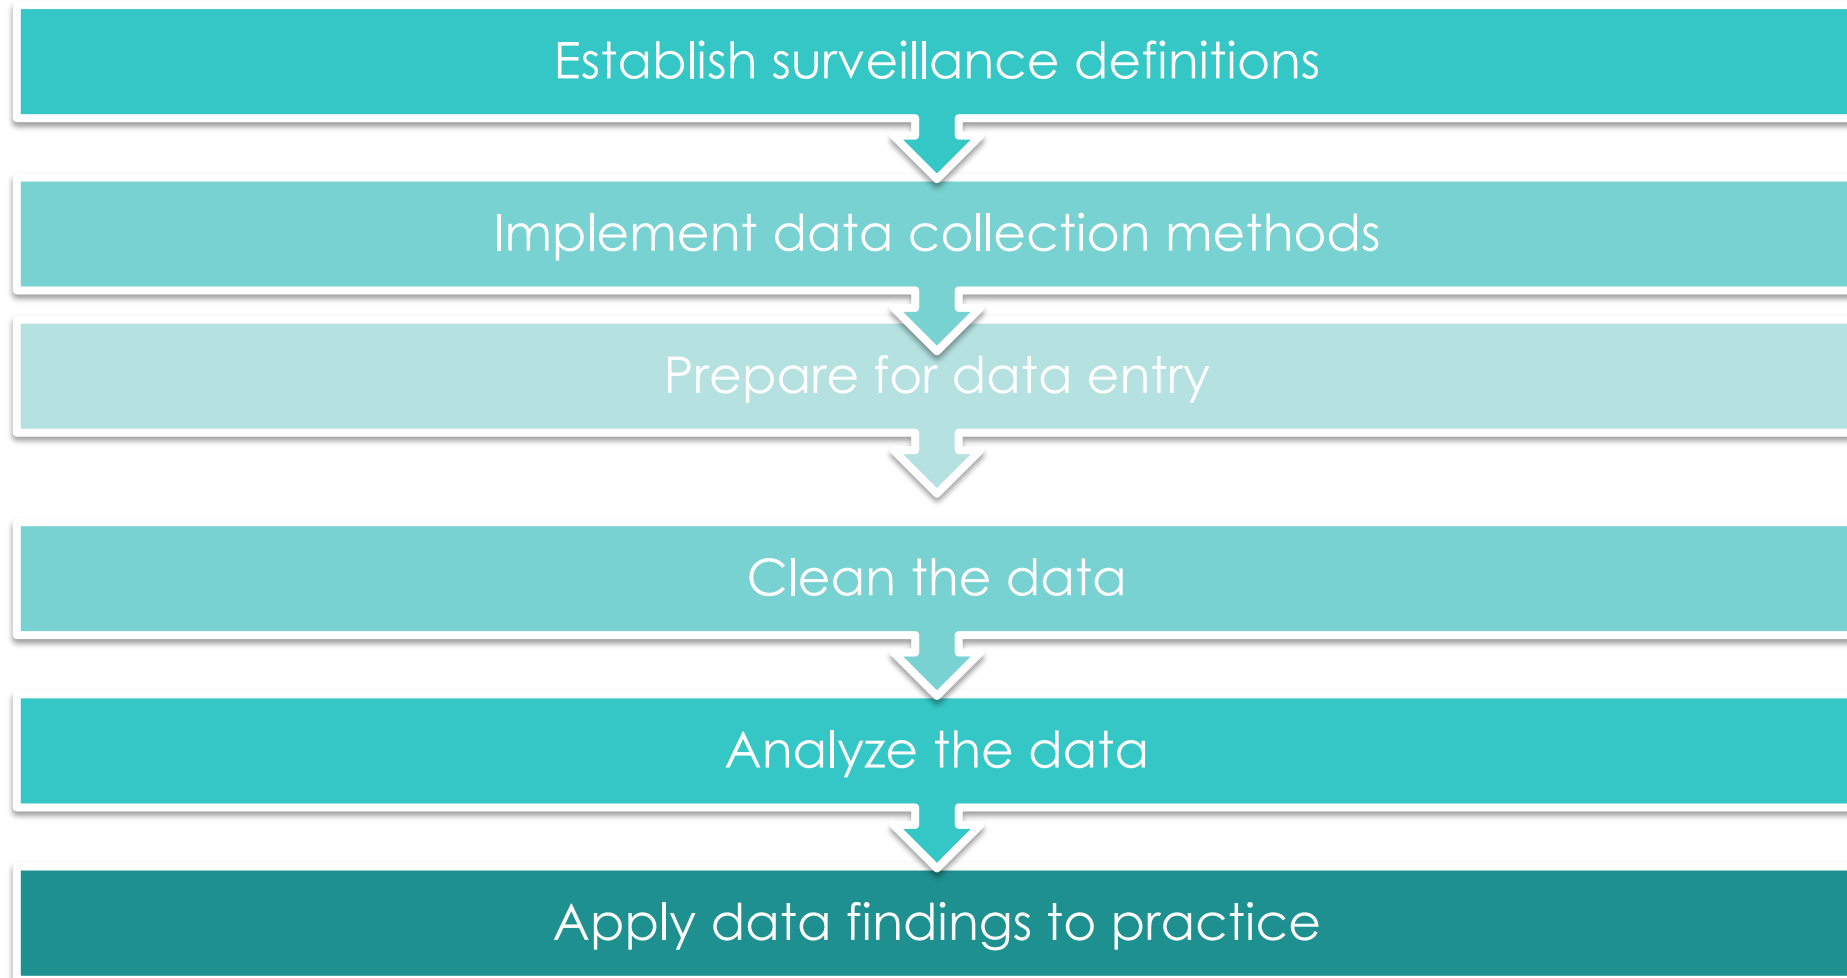 Establish surveillance definitions
Implement data collection methods
Prepare for data entry
Clean the data
Analyze the data
Apply data findings to practice